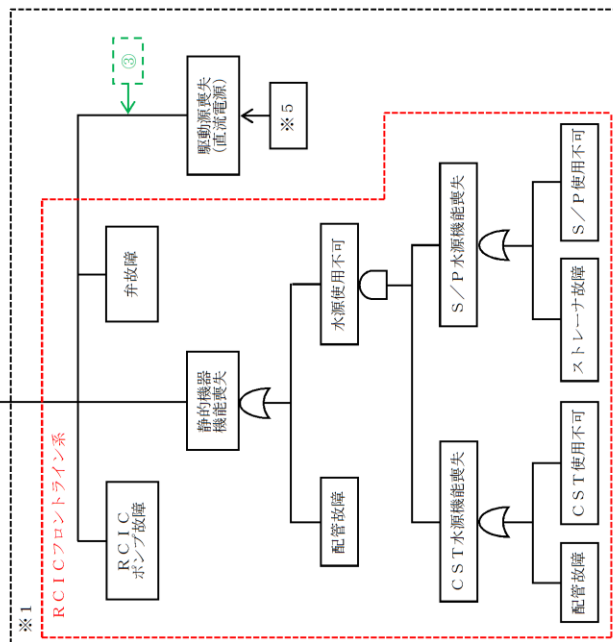 ※1
RCICフロントライン系
RCIC
ポンプ故障
弁故障
③
静的機器
機能喪失
駆動源喪失
(直流電源)
※5
配管故障
水源使用不可
CST水源機能喪失
S/P水源機能喪失
配管故障
CST使用不可
ストレーナ故障
S/P使用不可